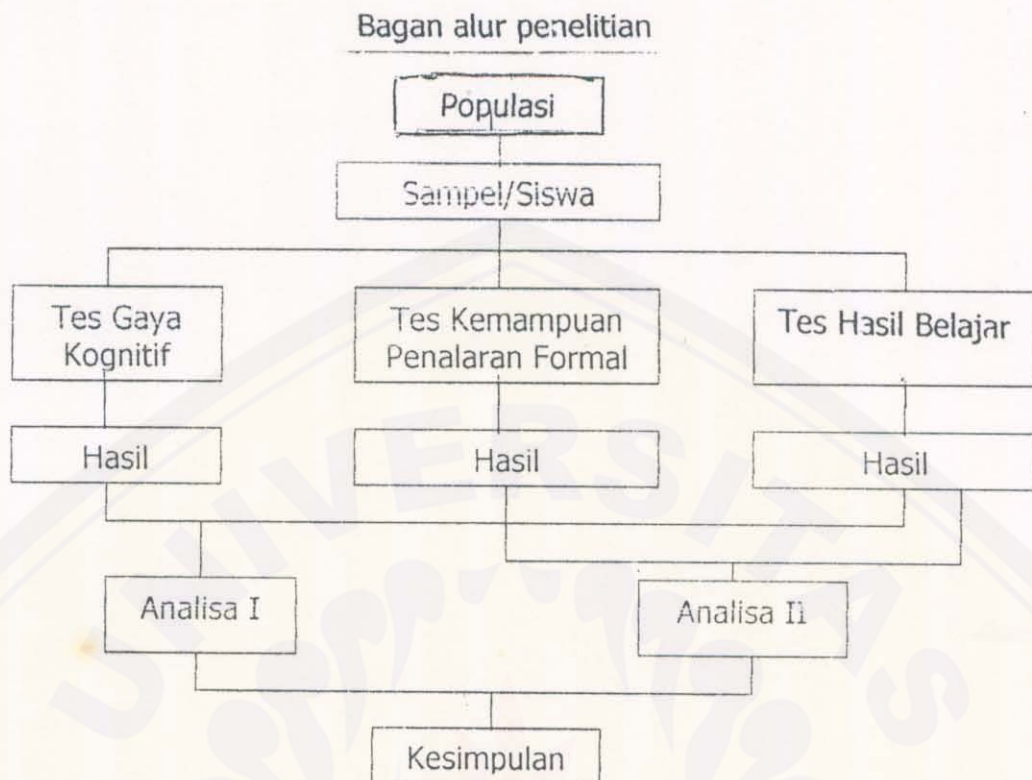 Bagan alur penelitian
Populasi
Sampel/Siswa
Tes Gaya
Kognitif
Tes Kemampuan
Penalaran Formal
Tes Hasil Belajar
Hasil
Hasil
Hasil
Analisa I
Analisa II
Kesimpulan
UNIVERSITAS